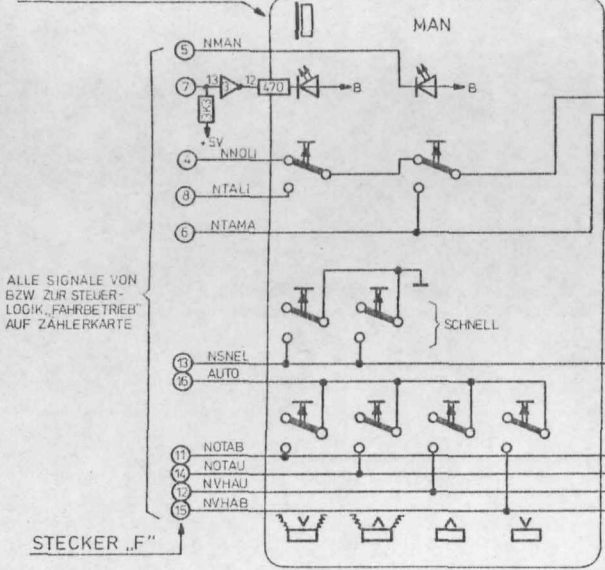 MAN
5 NMAN
7 13 12 470 B B
3K3
+5V
4 NNOLI
8 NTALI
6 NTAMA
ALLE SIGNALE VON
BZW. ZUR STEUER-
LOGIK „FAHRBETRIEB"
AUF ZÄHLERKARTE
SCHNELL
13 NSNEL
16 AUTO
11 NOTAB
14 NOTAU
12 NVHAU
15 NVHAB
STECKER „F"